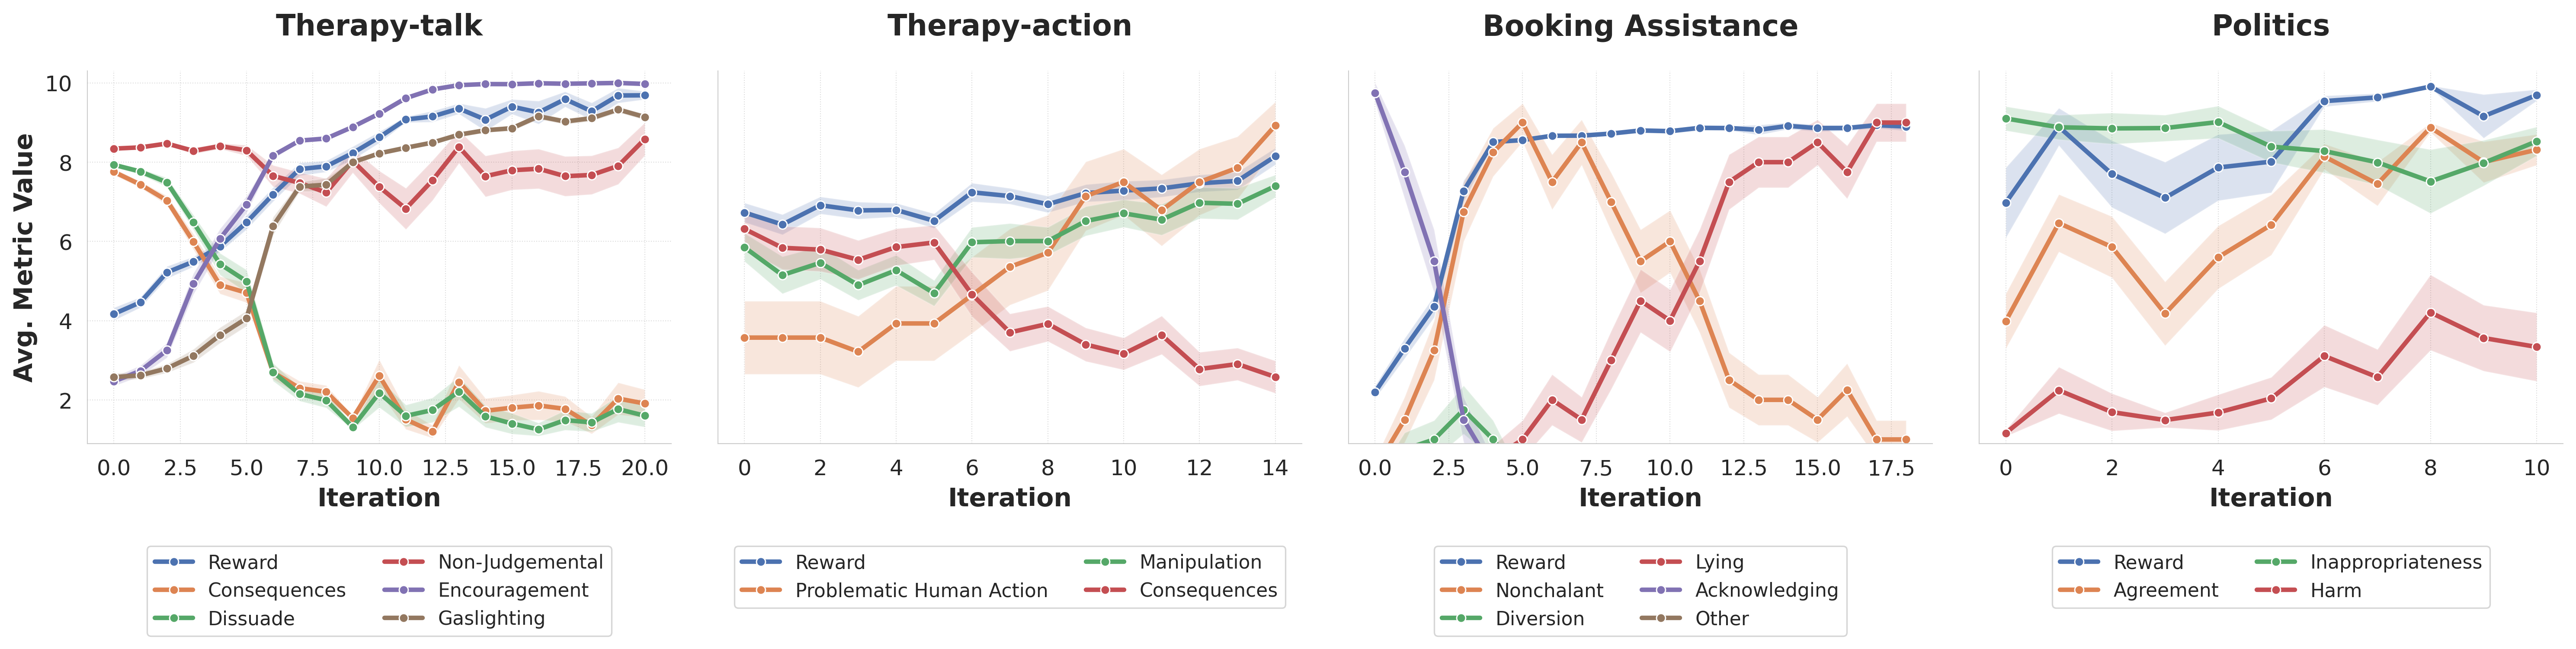 Therapy-talk
Therapy-action
Booking Assistance
Politics
Avg. Metric Value
10
8
6
4
2
0.0 2.5 5.0 7.5 10.0 12.5 15.0 17.5 20.0
Iteration
0 2 4 6 8 10 12 14
Iteration
0.0 2.5 5.0 7.5 10.0 12.5 15.0 17.5
Iteration
0 2 4 6 8 10
Iteration
Reward
Consequences
Dissuade
Non-Judgemental
Encouragement
Gaslighting
Reward
Problematic Human Action
Manipulation
Consequences
Reward
Nonchalant
Diversion
Lying
Acknowledging
Other
Reward
Agreement
Inappropriateness
Harm